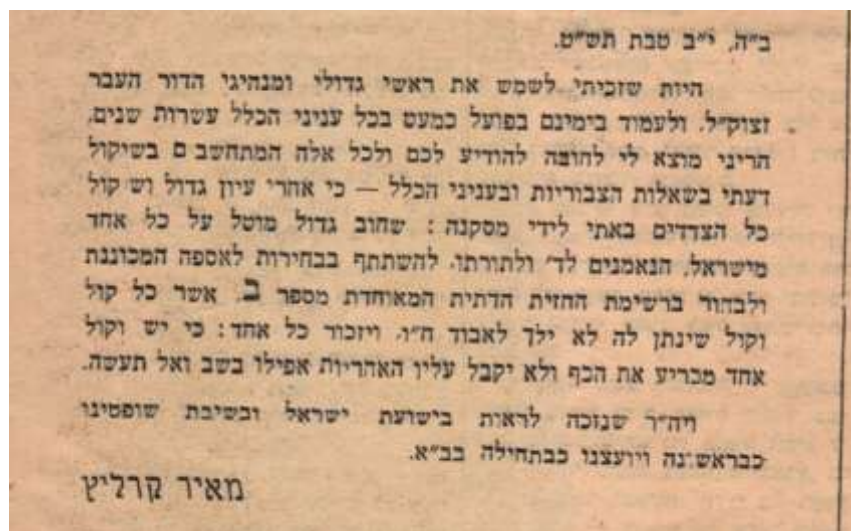 ב״ה, י״ב טבת תש״ט.
היות שזכיתי לשמש את ראשי גדולי ומנהיגי הדור העבר
זצוק״ל. ולעמוד בימינם בפועל כמעט בכל עניני הכלל עשרות שנים,
הריני מוצא לי לחובה להודיע לכם ולכל אלה המתחשב ם בשיקול
דעתי בשאלות הצבוריות ובעניני הכלל — כי אחרי עיון גדול וש קול
כל הצדדים באתי לידי מסקנה: שחוב גדול מוטל על כל אחד
מישראל, הנאמנים לד׳ ולתורתו, להשתתף בבחירות לאספה המכוננת
ולבחור ברשימת החזית הדתית המאוחדת מספר ב. אשר כל קול
וקול שינתן לה לא ילך לאבוד ח״ו, ויזכור כל אחד: כי יש וקול
אחד מכריע את הכף ולא יקבל עליו האחריות אפילו בשב ואל תעשה.
ויה״ר שנזכה לראות בישועת ישראל ובשיבת שופטינו
כבראשונה ויועצנו כבתחילה בב״א.
מאיר קרליץ